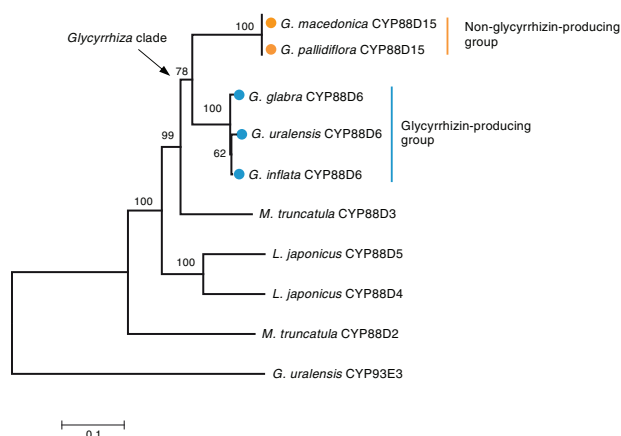 100
G. macedonica CYP88D15
Non-glycyrrhizin-producing
group
Glycyrrhiza clade
G. pallidiflora CYP88D15
78
G. glabra CYP88D6
100
G. uralensis CYP88D6
Glycyrrhizin-producing
group
99
62
G. inflata CYP88D6
100
M. truncatula CYP88D3
L. japonicus CYP88D5
100
L. japonicus CYP88D4
M. truncatula CYP88D2
G. uralensis CYP93E3
0.1